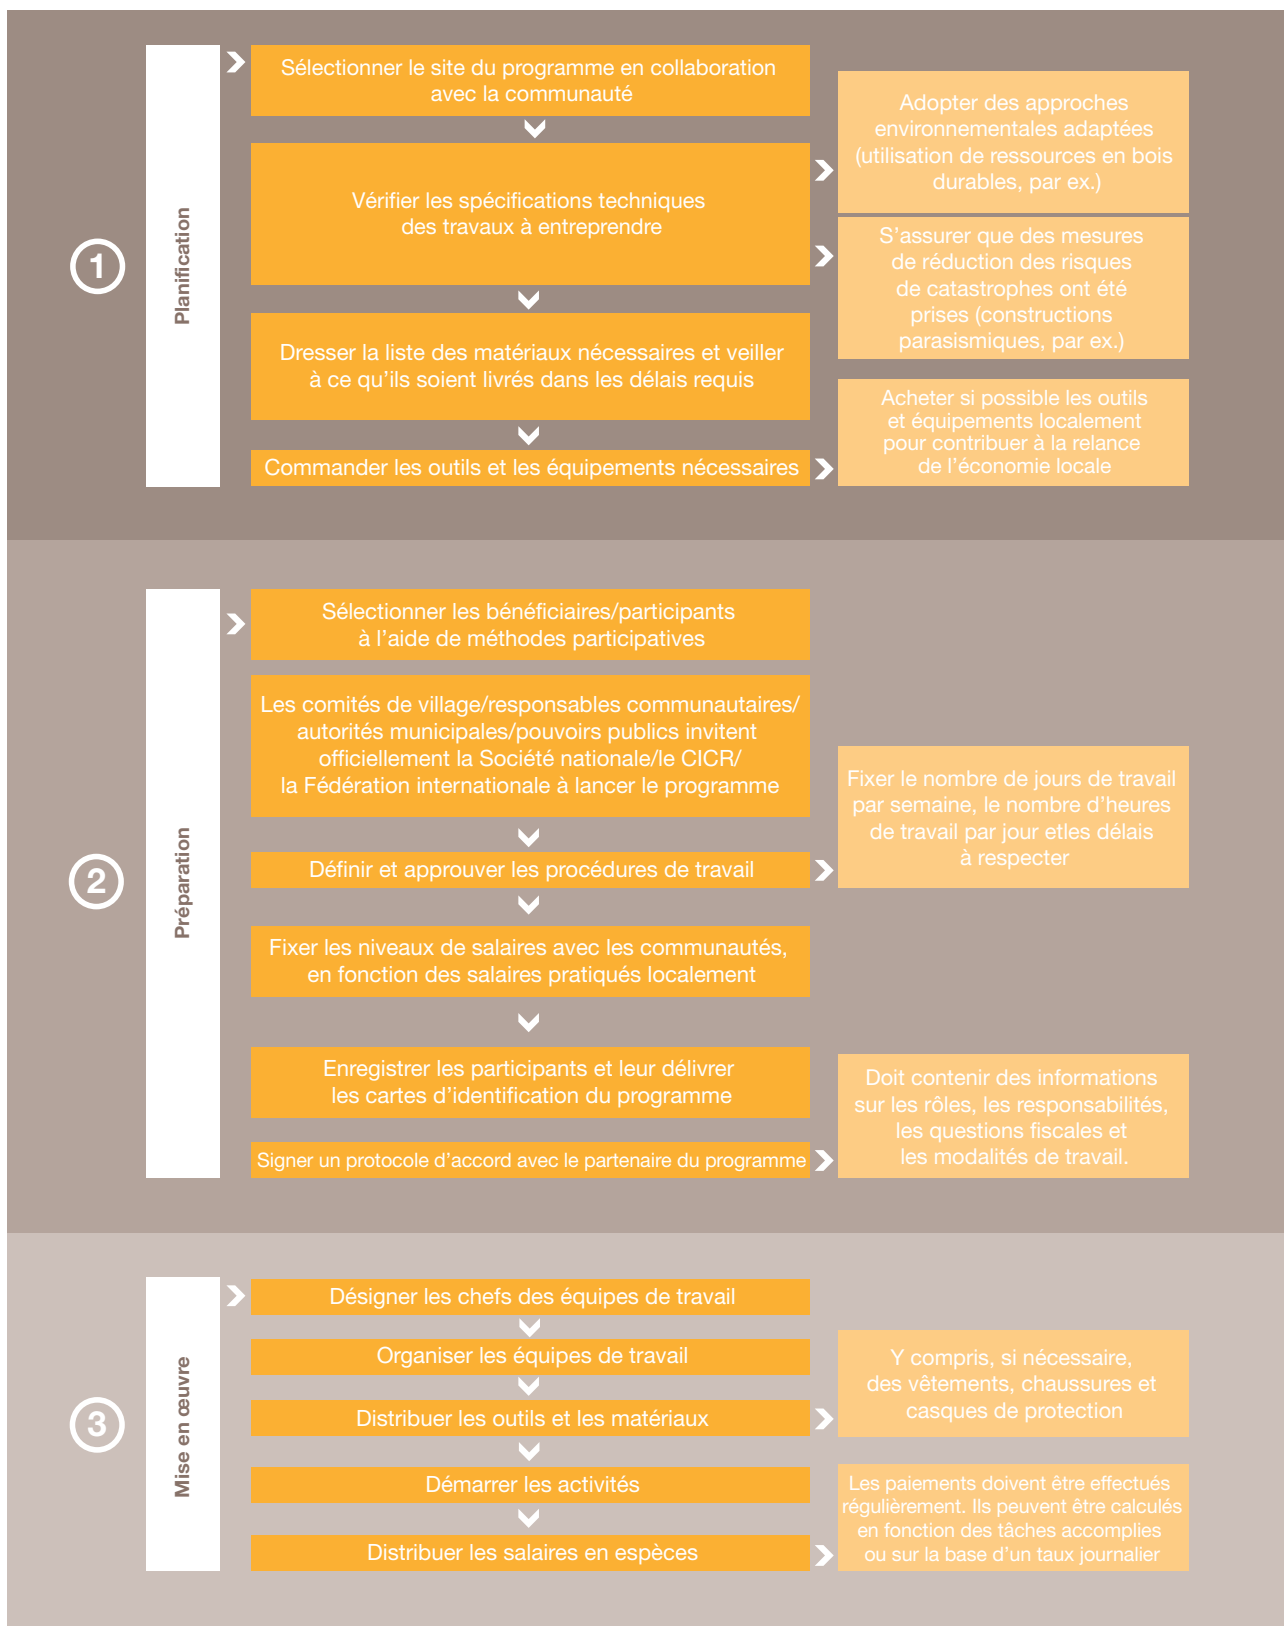 1
Planification
Sélectionner le site du programme en collaboration
avec la communauté
Vérifier les spécifications techniques
des travaux à entreprendre
Adopter des approches
environnementales adaptées
(utilisation de ressources en bois
durables, par ex.)
S’assurer que des mesures
de réduction des risques
de catastrophes ont été
prises (constructions
parasismiques, par ex.)
Dresser la liste des matériaux nécessaires et veiller
à ce qu’ils soient livrés dans les délais requis
Commander les outils et les équipements nécessaires
Acheter si possible les outils
et équipements localement
pour contribuer à la relance
de l’économie locale
2
Préparation
Sélectionner les bénéficiaires/participants
à l’aide de méthodes participatives
Les comités de village/responsables communautaires/
autorités municipales/pouvoirs publics invitent
officiellement la Société nationale/le CICR/
la Fédération internationale à lancer le programme
Définir et approuver les procédures de travail
Fixer le nombre de jours de travail
par semaine, le nombre d’heures
de travail par jour etles délais
à respecter
Fixer les niveaux de salaires avec les communautés,
en fonction des salaires pratiqués localement
Enregistrer les participants et leur délivrer
les cartes d’identification du programme
Signer un protocole d’accord avec le partenaire du programme
Doit contenir des informations
sur les rôles, les responsabilités,
les questions fiscales et
les modalités de travail.
3
Mise en œuvre
Désigner les chefs des équipes de travail
Organiser les équipes de travail
Distribuer les outils et les matériaux
Y compris, si nécessaire,
des vêtements, chaussures et
casques de protection
Démarrer les activités
Distribuer les salaires en espèces
Les paiements doivent être effectués
régulièrement. Ils peuvent être calculés
en fonction des tâches accomplies
ou sur la base d’un taux journalier